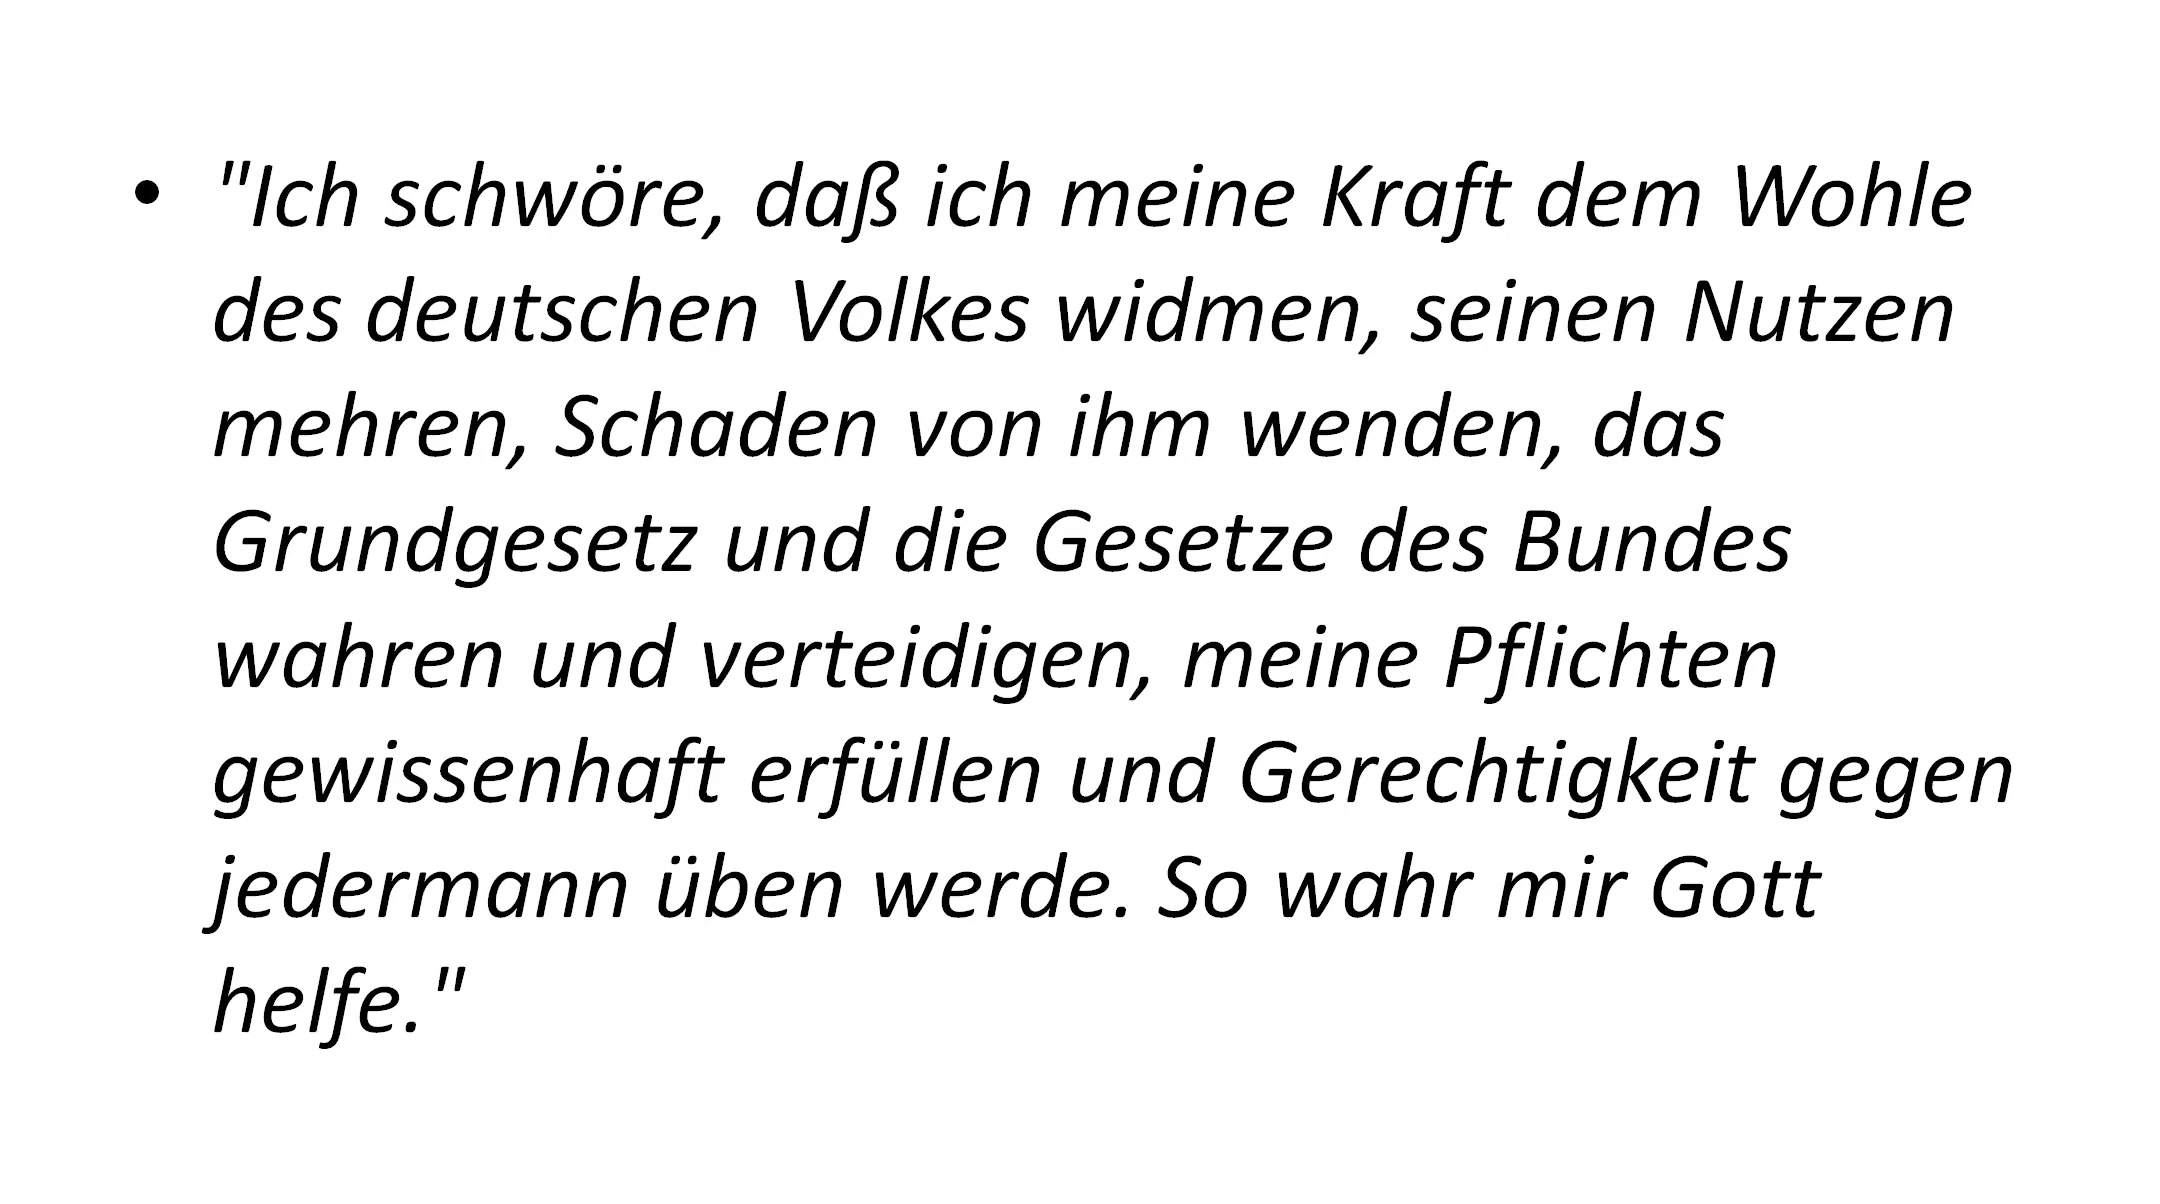 • "Ich schwöre, daß ich meine Kraft dem Wohle
des deutschen Volkes widmen, seinen Nutzen
mehren, Schaden von ihm wenden, das
Grundgesetz und die Gesetze des Bundes
wahren und verteidigen, meine Pflichten
gewissenhaft erfüllen und Gerechtigkeit gegen
jedermann üben werde. So wahr mir Gott
helfe."